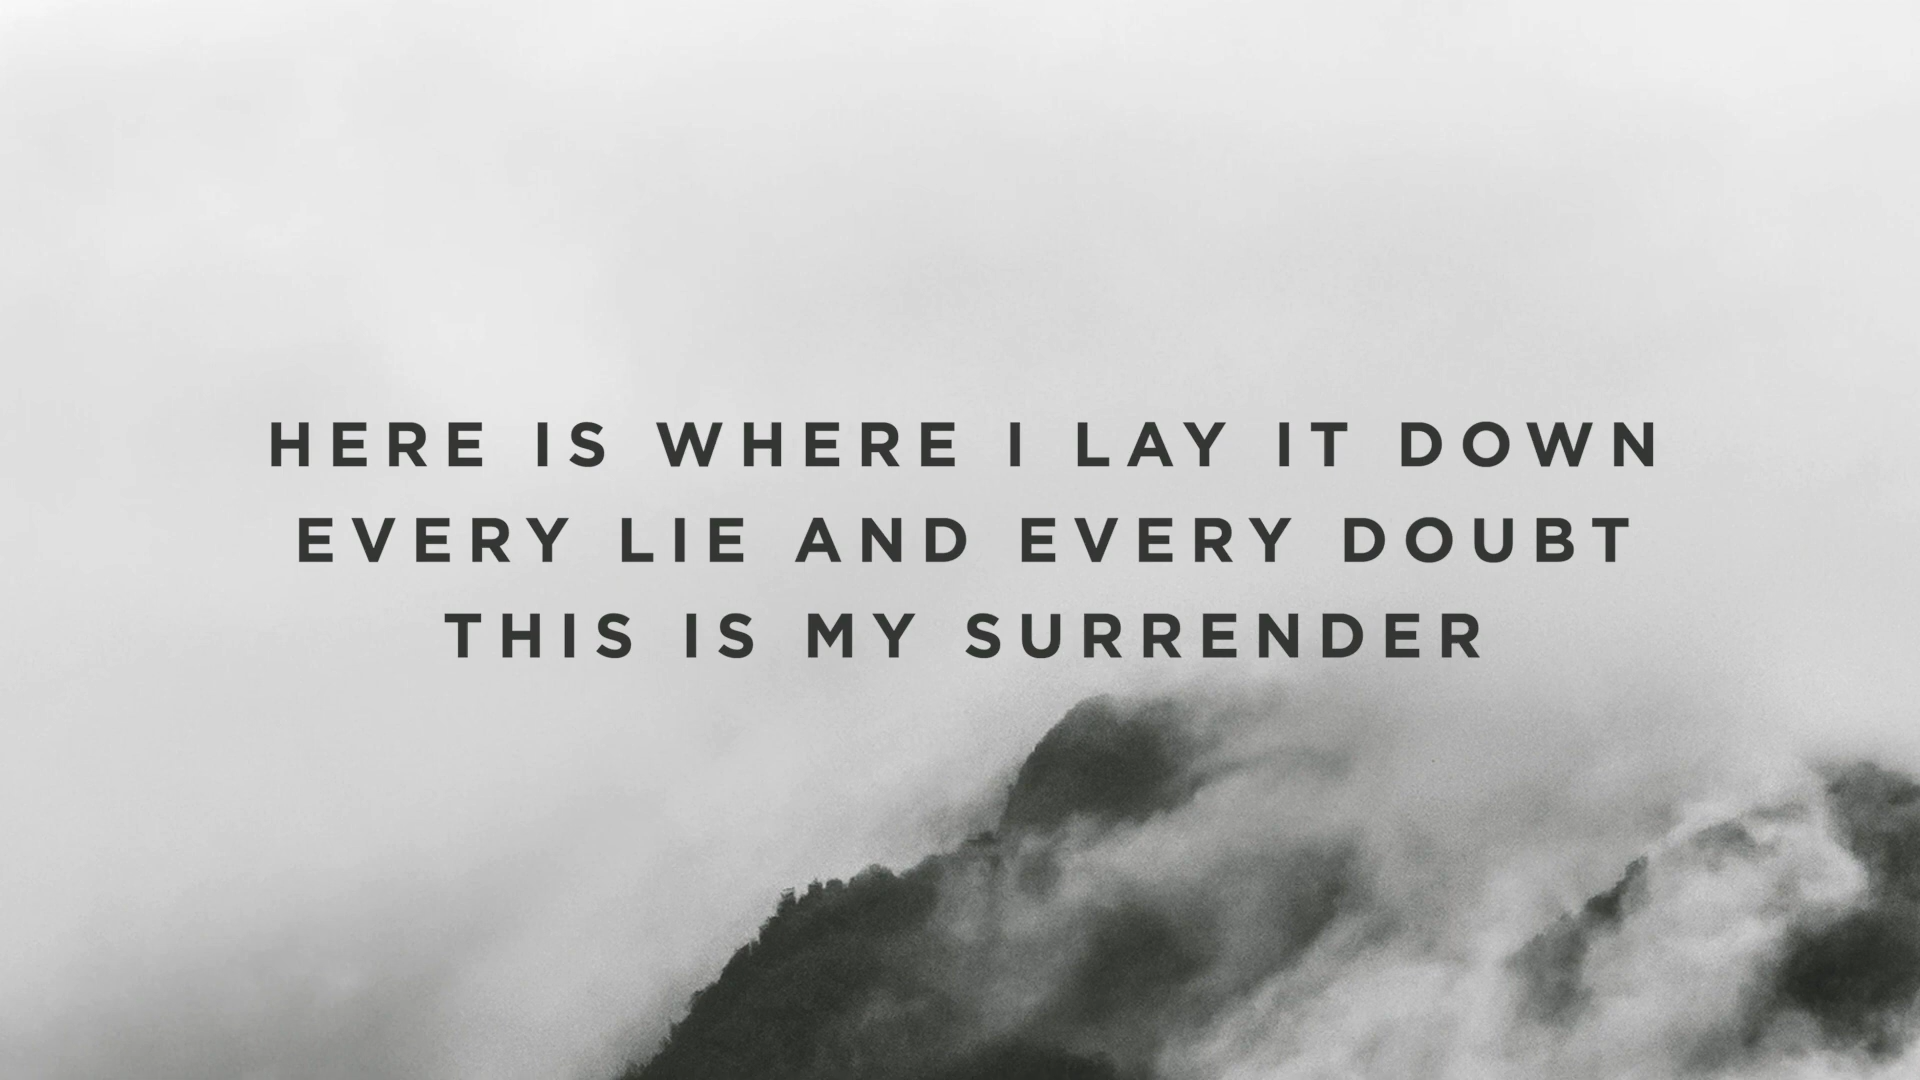 HERE IS WHERE I LAY IT DOWN
EVERY LIE AND EVERY DOUBT
THIS IS MY SURRENDER